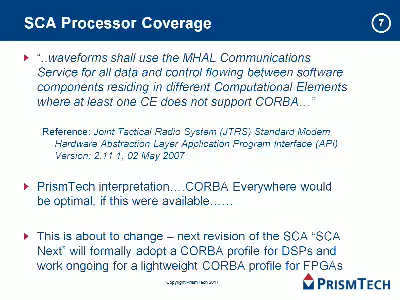 SCA Processor Coverage
7
“..waveforms shall use the MHAL Communications
Service for all data and control flowing between software
components residing in different Computational Elements
where at least one CE does not support CORBA…”
Reference: Joint Tactical Radio System (JTRS) Standard Modem
Hardware Abstraction Layer Application Program Interface (API)
Version: 2.11.1, 02 May 2007
PrismTech interpretation….CORBA Everywhere would
be optimal, if this were available……
This is about to change – next revision of the SCA “SCA
Next” will formally adopt a CORBA profile for DSPs and
work ongoing for a lightweight CORBA profile for FPGAs
Copyright PrismTech 2011
PRISMTECH